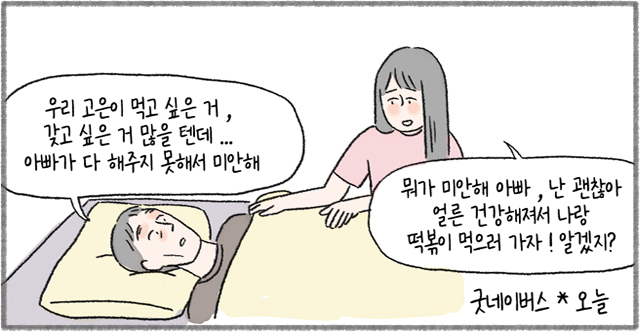 우리 고은이 먹고 싶은 거 ,
갖고 싶은 거 많을 텐데 ...
아빠가 다 해주지 못해서 미안해
뭐가 미안해 아빠 , 난 괜찮아
얼른 건강해져서 나랑
떡볶이 먹으러 가자 ! 알겠지?
굿네이버스 * 오늘